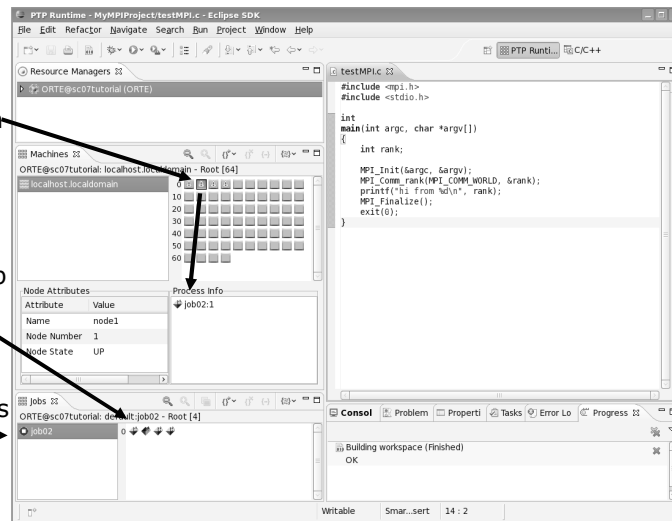 PTP Runtime - MyMPIProject/testMPI.c - Eclipse SDK
File Edit Refactor Navigate Search Run Project Window Help
PTP Runti... C/C++
Resource Managers
ORTE@sc07tutorial (ORTE)
Machines
ORTE@sc07tutorial: localhost.localdomain - Root [64]
localhost.localdomain
0
10
20
30
40
50
60
Node Attributes
Attribute Value
Name node1
Node Number 1
Node State UP
Process Info
job02:1
Jobs
ORTE@sc07tutorial: default:job02 - Root [4]
job02
0
testMPI.c
#include <mpi.h>
#include <stdio.h>
int
main(int argc, char *argv[])
{
int rank;
MPI_Init(&argc, &argv);
MPI_Comm_rank(MPI_COMM_WORLD, &rank);
printf("hi from %d\n", rank);
MPI_Finalize();
exit(0);
}
Consol Problem Properti Tasks Error Lo Progress
Building workspace (Finished)
OK
Writable Smar...sert 14 : 2